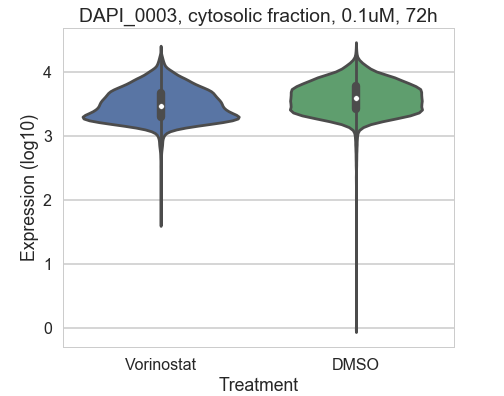 DAPI_0003, cytosolic fraction, 0.1uM, 72h
Expression (log10)
4
3
2
1
0
Vorinostat
DMSO
Treatment